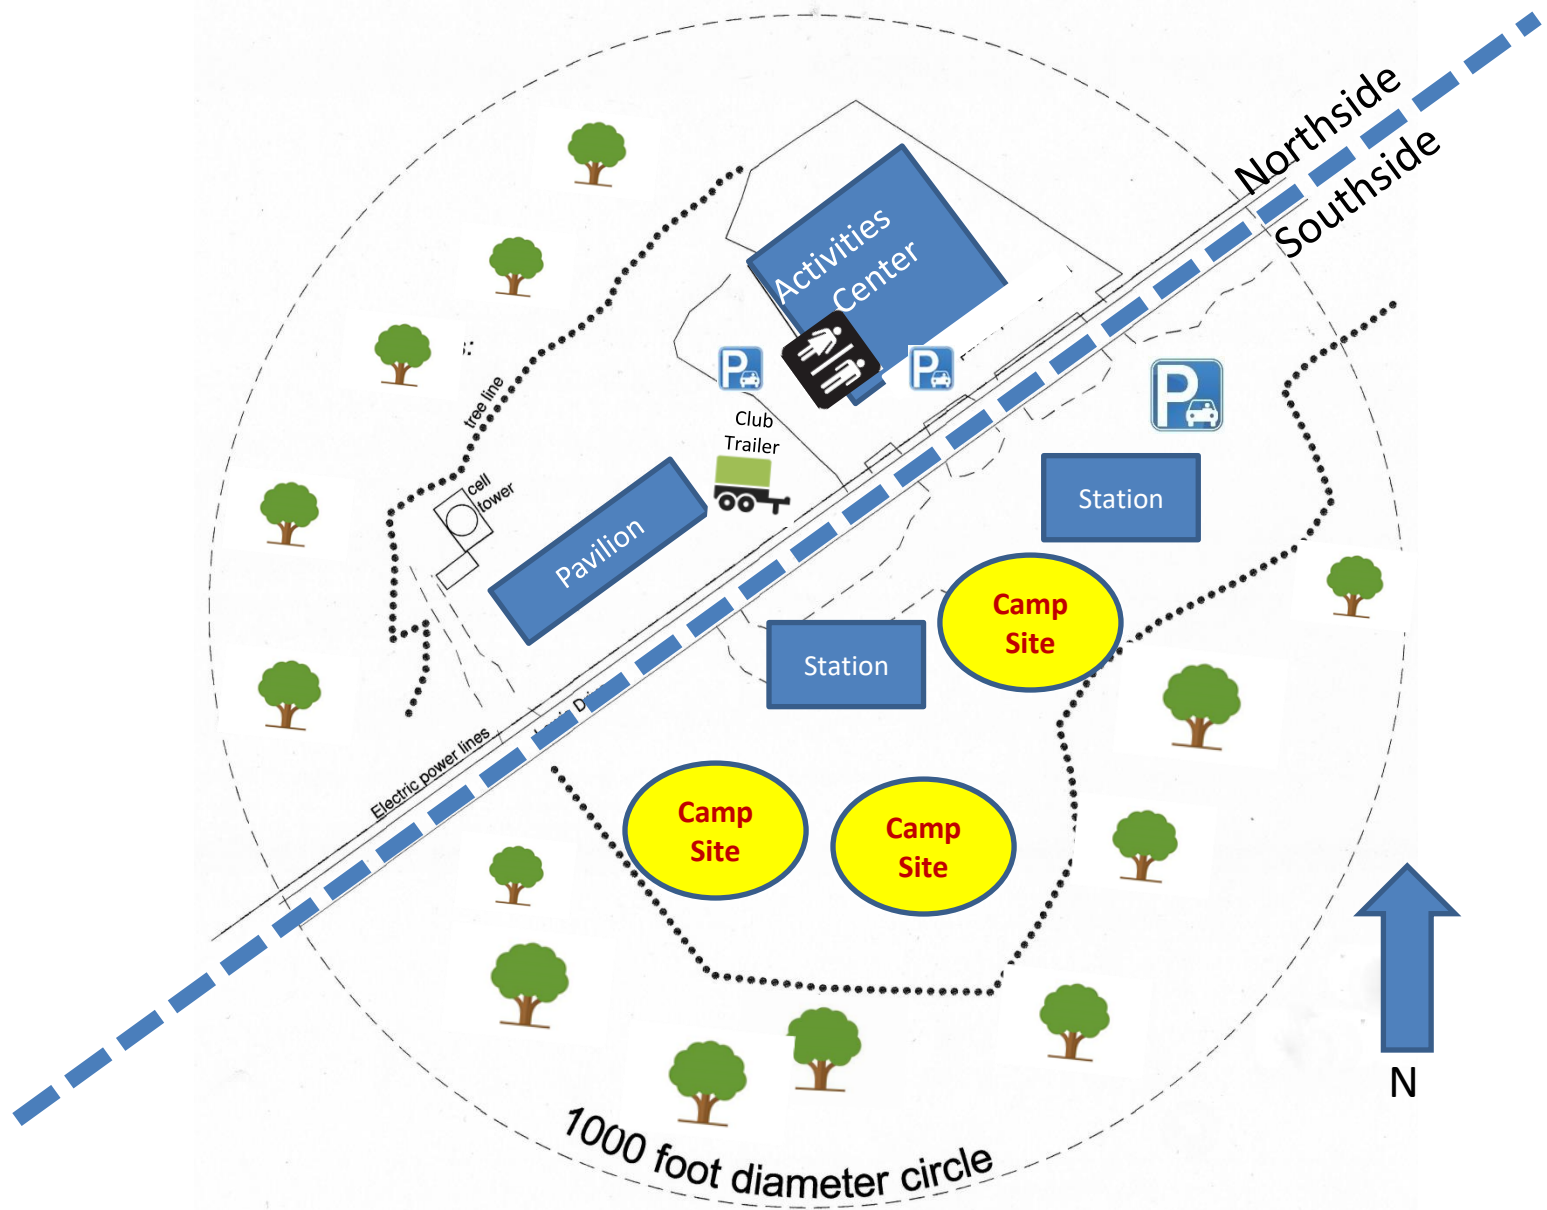 Northside
Southside
Activities
Center
P
P
P
Club
Trailer
tree line
cell
tower
Pavilion
Station
Camp
Site
Station
Electric power lines
Camp
Site
Camp
Site
N
1000 foot diameter circle